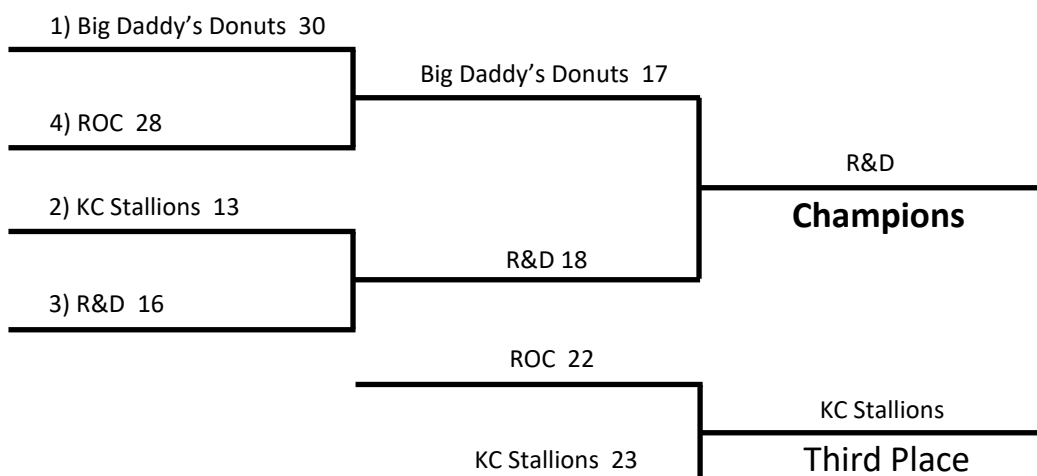 1) Big Daddy’s Donuts 30
Big Daddy’s Donuts 17
4) ROC 28
R&D
Champions
2) KC Stallions 13
R&D 18
3) R&D 16
ROC 22
KC Stallions
Third Place
KC Stallions 23